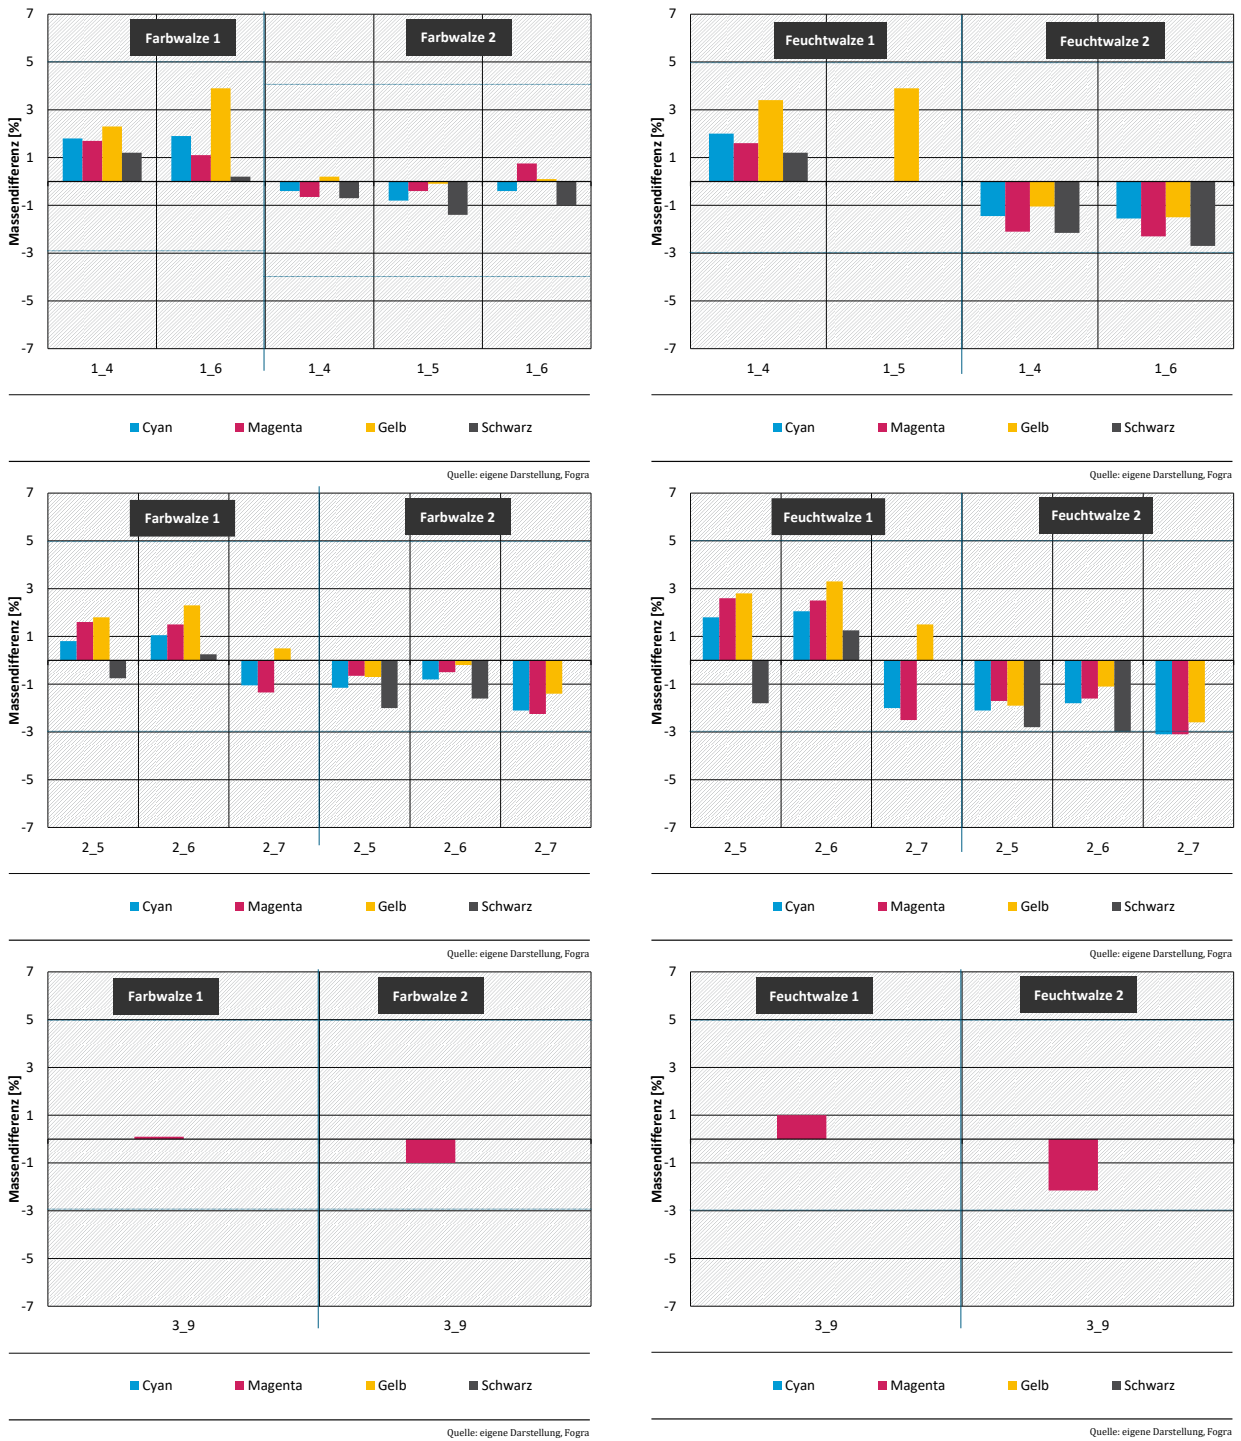 Massendifferenz [%]
7
5
3
1
-1
-3
-5
-7
Farbwalze 1
Farbwalze 2
1_4
1_6
1_4
1_5
1_6
Cyan
Magenta
Gelb
Schwarz
Quelle: eigene Darstellung, Fogra
Massendifferenz [%]
7
5
3
1
-1
-3
-5
-7
Feuchtwalze 1
Feuchtwalze 2
1_4
1_5
1_4
1_6
Cyan
Magenta
Gelb
Schwarz
Quelle: eigene Darstellung, Fogra
Massendifferenz [%]
7
5
3
1
-1
-3
-5
-7
Farbwalze 1
Farbwalze 2
2_5
2_6
2_7
2_5
2_6
2_7
Cyan
Magenta
Gelb
Schwarz
Quelle: eigene Darstellung, Fogra
Massendifferenz [%]
7
5
3
1
-1
-3
-5
-7
Feuchtwalze 1
Feuchtwalze 2
2_5
2_6
2_7
2_5
2_6
2_7
Cyan
Magenta
Gelb
Schwarz
Quelle: eigene Darstellung, Fogra
Massendifferenz [%]
7
5
3
1
-1
-3
-5
-7
Farbwalze 1
Farbwalze 2
3_9
3_9
Cyan
Magenta
Gelb
Schwarz
Quelle: eigene Darstellung, Fogra
Massendifferenz [%]
7
5
3
1
-1
-3
-5
-7
Feuchtwalze 1
Feuchtwalze 2
3_9
3_9
Cyan
Magenta
Gelb
Schwarz
Quelle: eigene Darstellung, Fogra